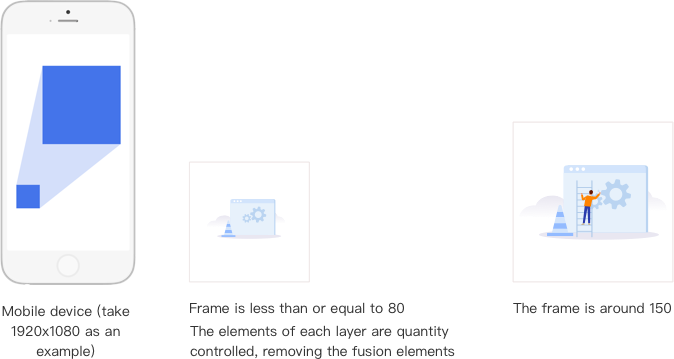 Mobile device (take
1920x1080 as an
example)
Frame is less than or equal to 80
The elements of each layer are quantity
controlled, removing the fusion elements
The frame is around 150